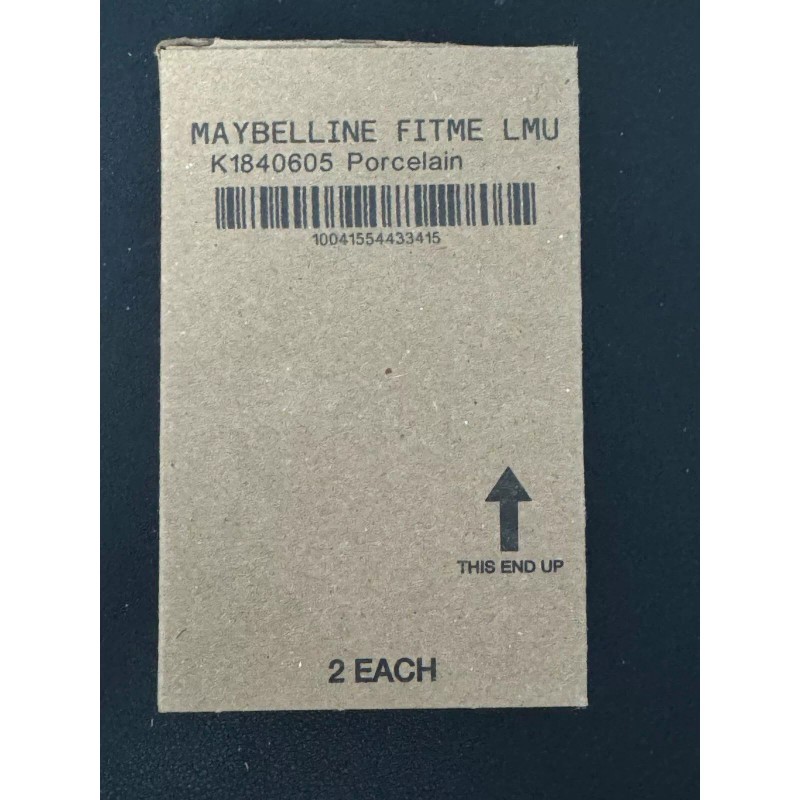 MAYBELLINE FITME LMU
K1840605 Porcelain
10041554433415
THIS END UP
2 EACH